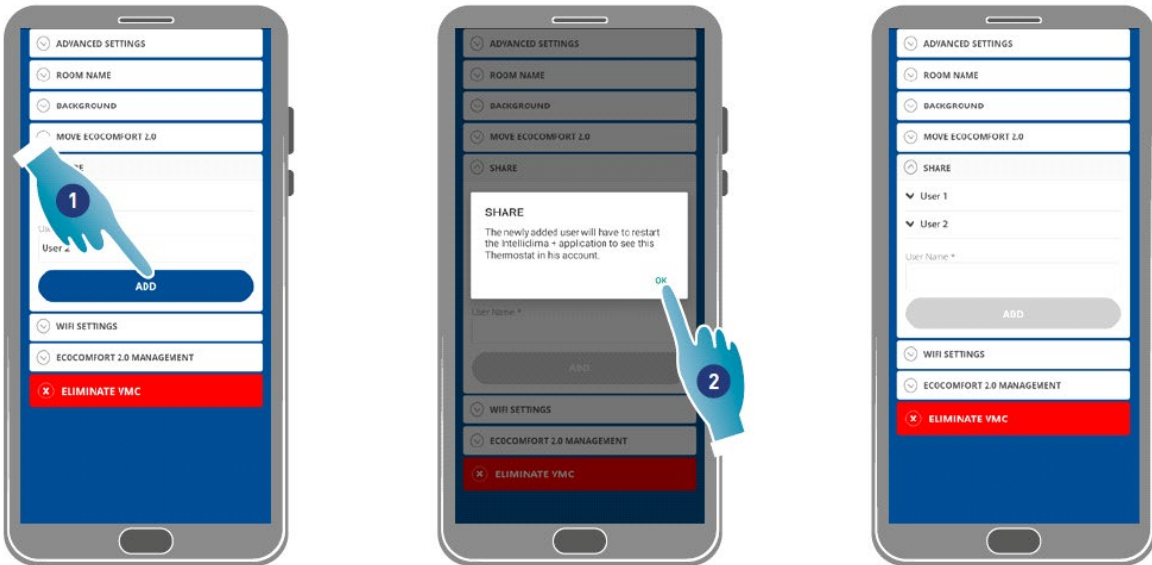 ADVANCED SETTINGS
ROOM NAME
BACKGROUND
MOVE ECOCOMFORT 2.0
1
User 2
ADD
WIFI SETTINGS
ECOCOMFORT 2.0 MANAGEMENT
X ELIMINATE VMC
ADVANCED SETTINGS
ROOM NAME
BACKGROUND
MOVE ECOCOMFORT 2.0
SHARE
SHARE
The newly added user will have to restart
the Intelliclima + application to see this
Thermostat in his account.
OK
User Name *
ADD
2
WIFI SETTINGS
ECOCOMFORT 2.0 MANAGEMENT
X ELIMINATE VMC
ADVANCED SETTINGS
ROOM NAME
BACKGROUND
MOVE ECOCOMFORT 2.0
SHARE
User 1
User 2
User Name *
ADD
WIFI SETTINGS
ECOCOMFORT 2.0 MANAGEMENT
X ELIMINATE VMC